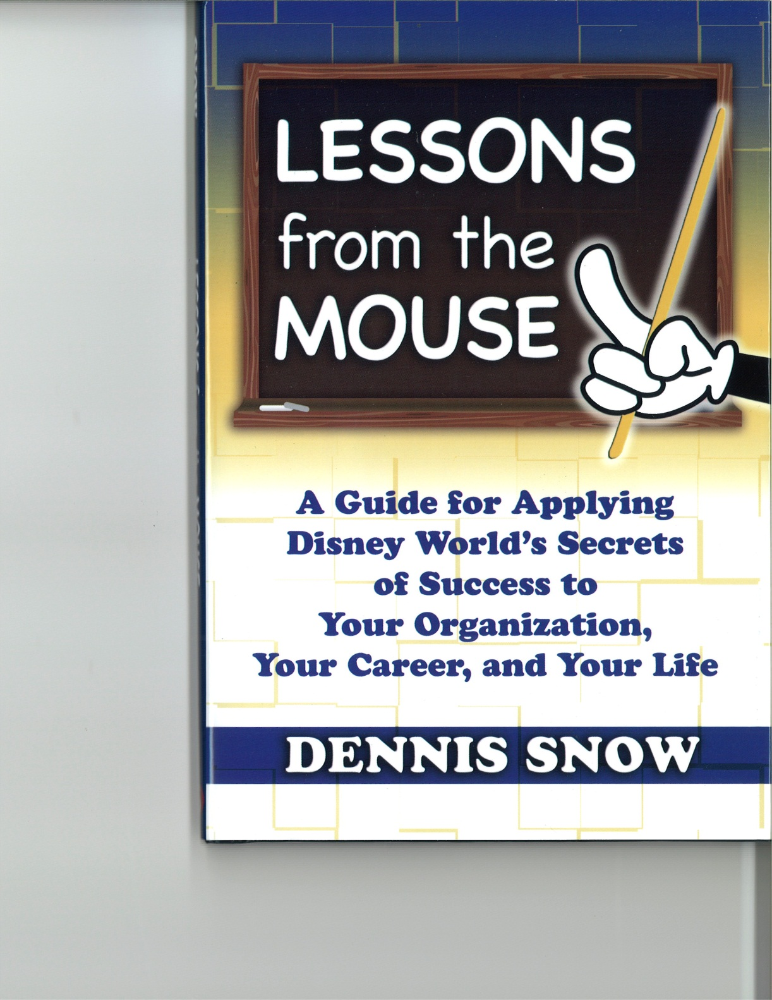 LESSONS
from the
MOUSE
A Guide for Applying
Disney World's Secrets
of Success to
Your Organization,
Your Career, and Your Life
DENNIS SNOW